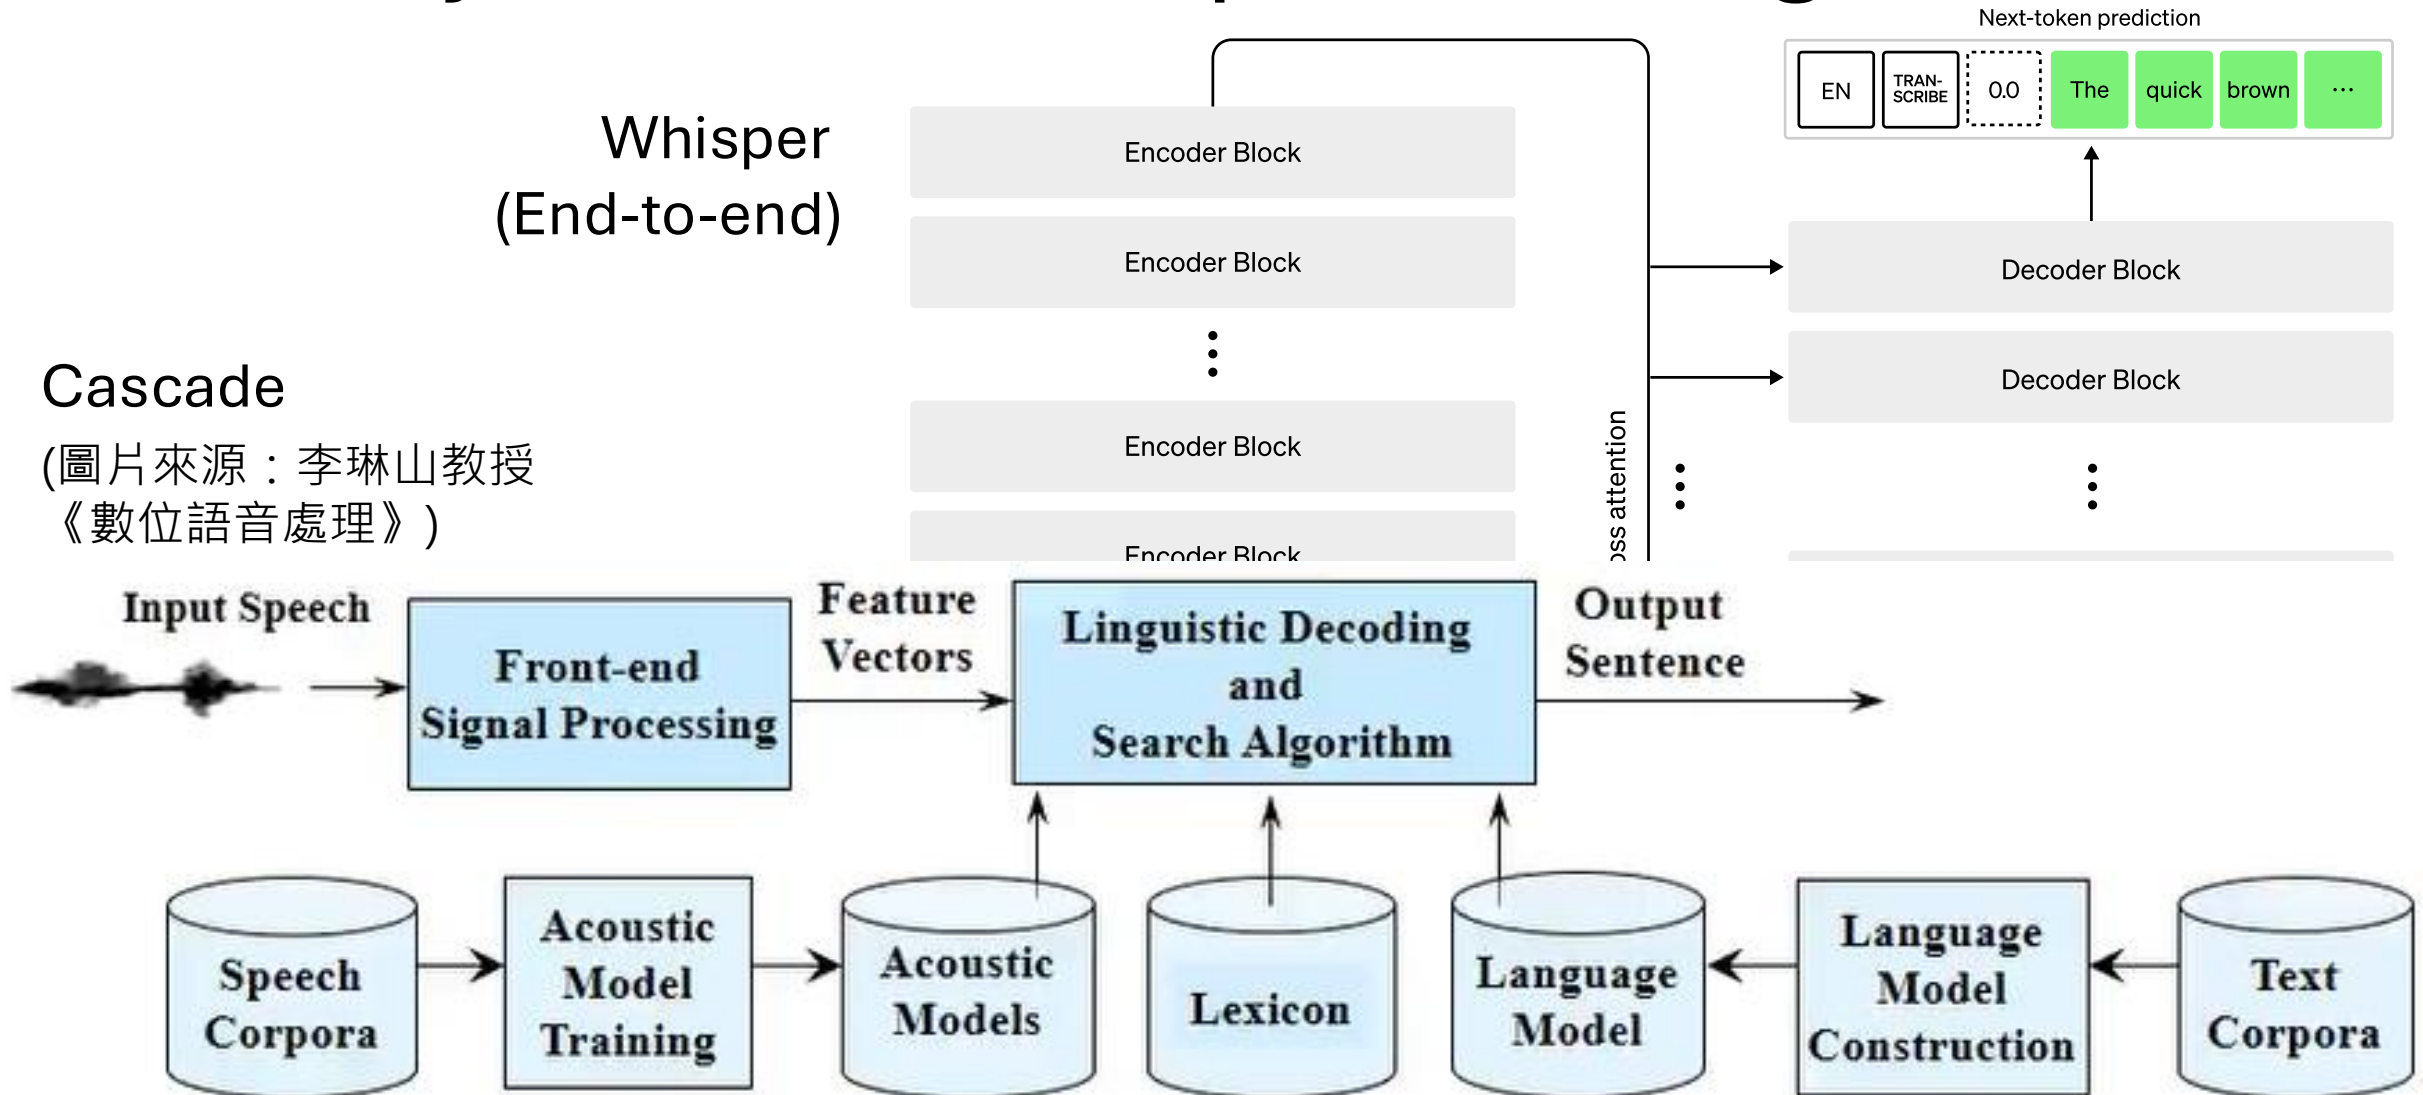 Next-token prediction
EN
TRAN-
SCRIBE
0.0
The
quick
brown
...
Whisper
(End-to-end)
Encoder Block
Encoder Block
Encoder Block
Encoder Block
attention
Decoder Block
Decoder Block
Cascade
(圖片來源：李琳山教授
《數位語音處理》)
Input Speech
Front-end
Signal Processing
Feature
Vectors
Linguistic Decoding
and
Search Algorithm
Output
Sentence
Speech
Corpora
Acoustic
Model
Training
Acoustic
Models
Lexicon
Language
Model
Language
Model
Construction
Text
Corpora